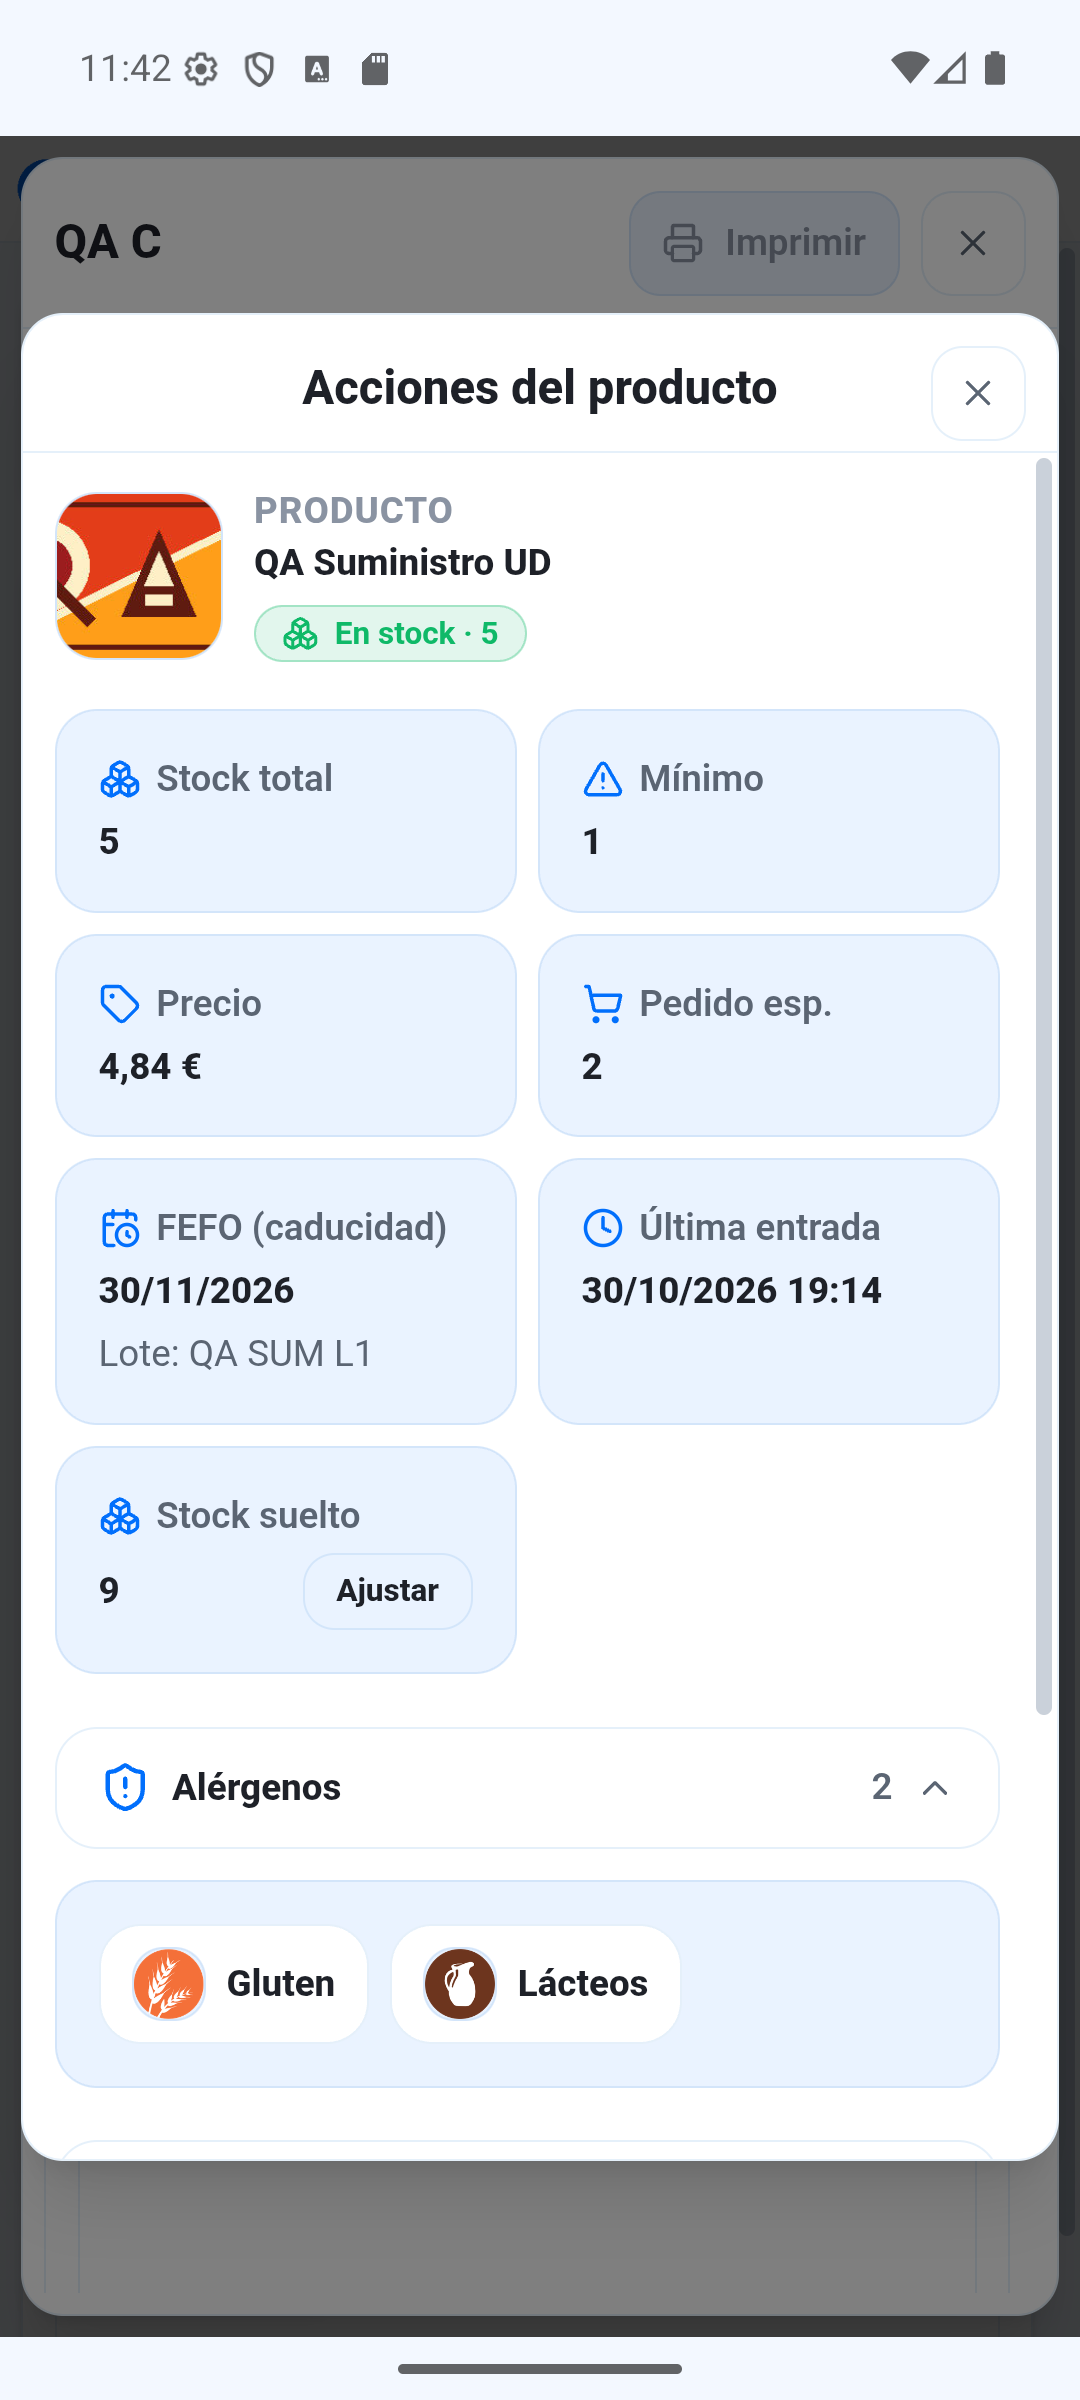 11:42
QA C
Imprimir
Acciones del producto
PRODUCTO
QA Suministro UD
En stock · 5
Stock total
5
Mínimo
1
Precio
4,84 €
Pedido esp.
2
FEFO (caducidad)
30/11/2026
Lote: QA SUM L1
Última entrada
30/10/2026 19:14
Stock suelto
9
Ajustar
Alérgenos
2
Gluten
Lácteos